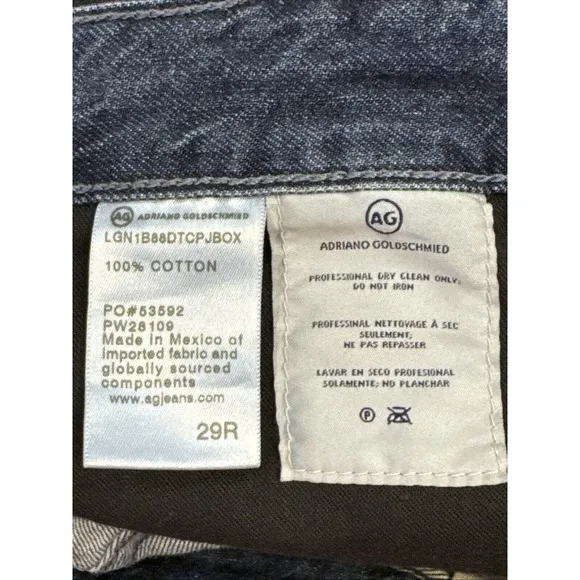 AG ADRIANO GOLDSCHMIED
LGN1B88DTCPJBOX
100% COTTON
PO#53592
PW28109
Made in Mexico of
imported fabric and
globally sourced
components
www.agjeans.com
29R
AG
ADRIANO GOLDSCHMIED
PROFESSIONAL DRY CLEAN ONLY;
DO NOT IRON
PROFESSINAL NETTOYAGE À SEC
SEULEMENT;
NE PAS REPASSER
LAVAR EN SECO PROFESIONAL
SOLAMENTE; NO PLANCHAR
P